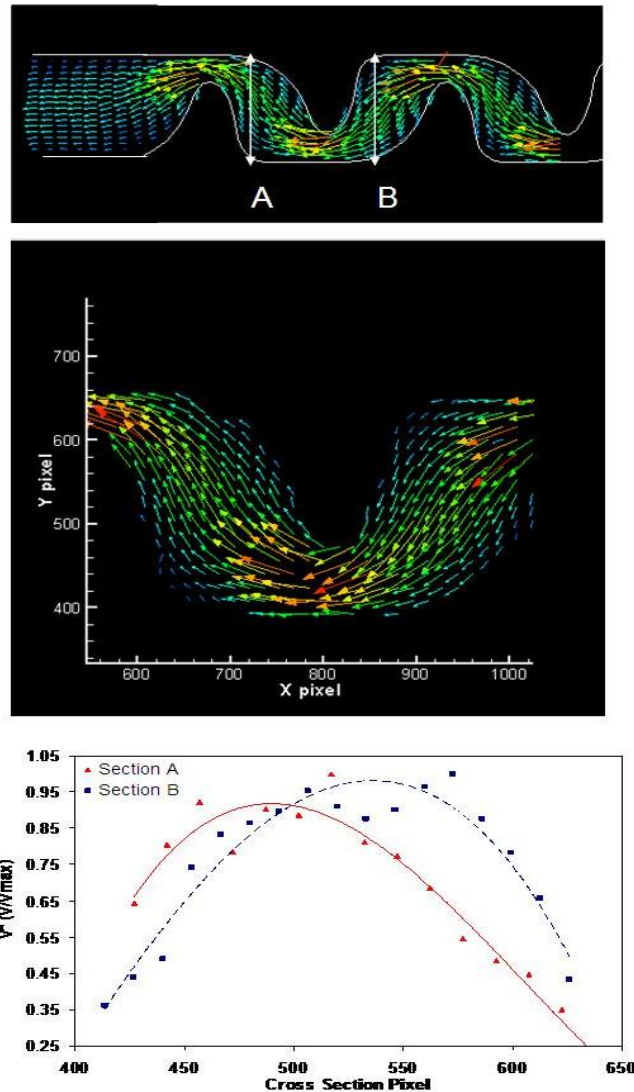 A B
700
600
500
400
Y pixel
600 700 800 900 1000
X pixel
1.05
0.95
0.85
0.75
0.65
0.55
0.45
0.35
0.25
Section A
Section B
V* (V/Vmax)
400 450 500 550 600 650
Cross Section Pixel